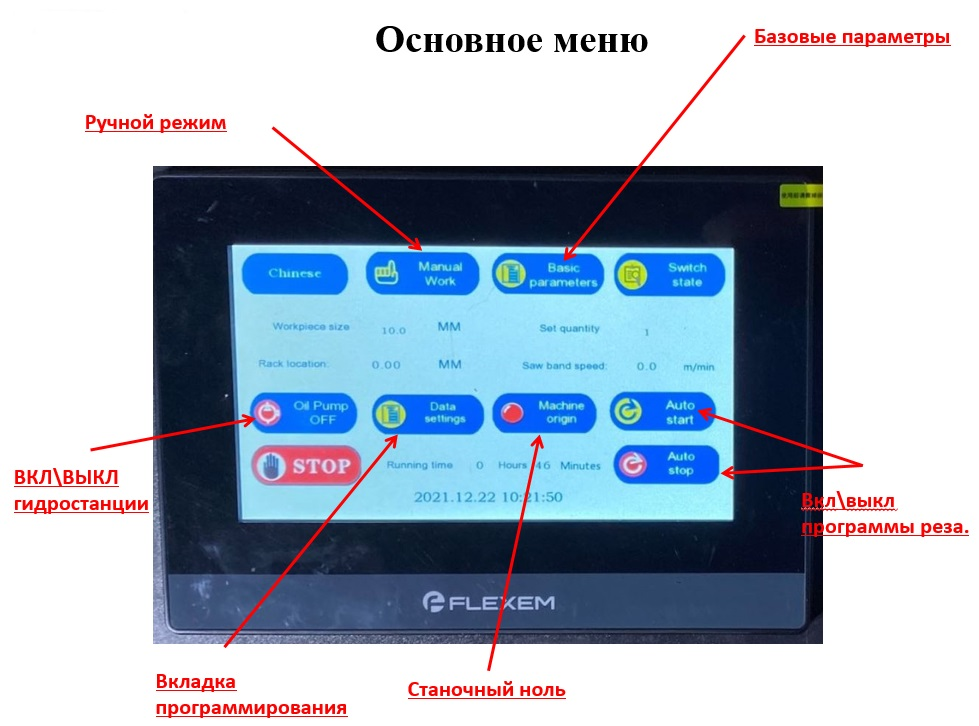 Основное меню
Базовые параметры
Ручной режим
Chinese
Manual
Work
Basic
parameters
Switch
state
Workpiece size 10.0 MM
Set quantity 1
Rack location: 0.00 MM
Saw band speed: 0.0 m/min
Oil Pump
OFF
Data
settings
Machine
origin
Auto
start
STOP
Running time 0 Hours 46 Minutes
Auto
stop
2021.12.22 10:21:50
ВКЛ\ВЫКЛ
гидростанции
Вкл\выкл
программы реза.
FLEXEM
Вкладка
программирования
Станочный ноль